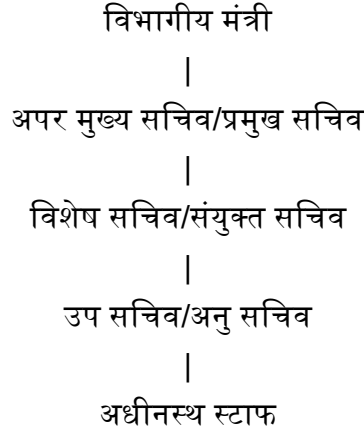 विभागीय मंत्री
|
अपर मुख्य सचिव/प्रमुख सचिव
|
विशेष सचिव/संयुक्त सचिव
|
उप सचिव/अनु सचिव
|
अधीनस्थ स्टाफ